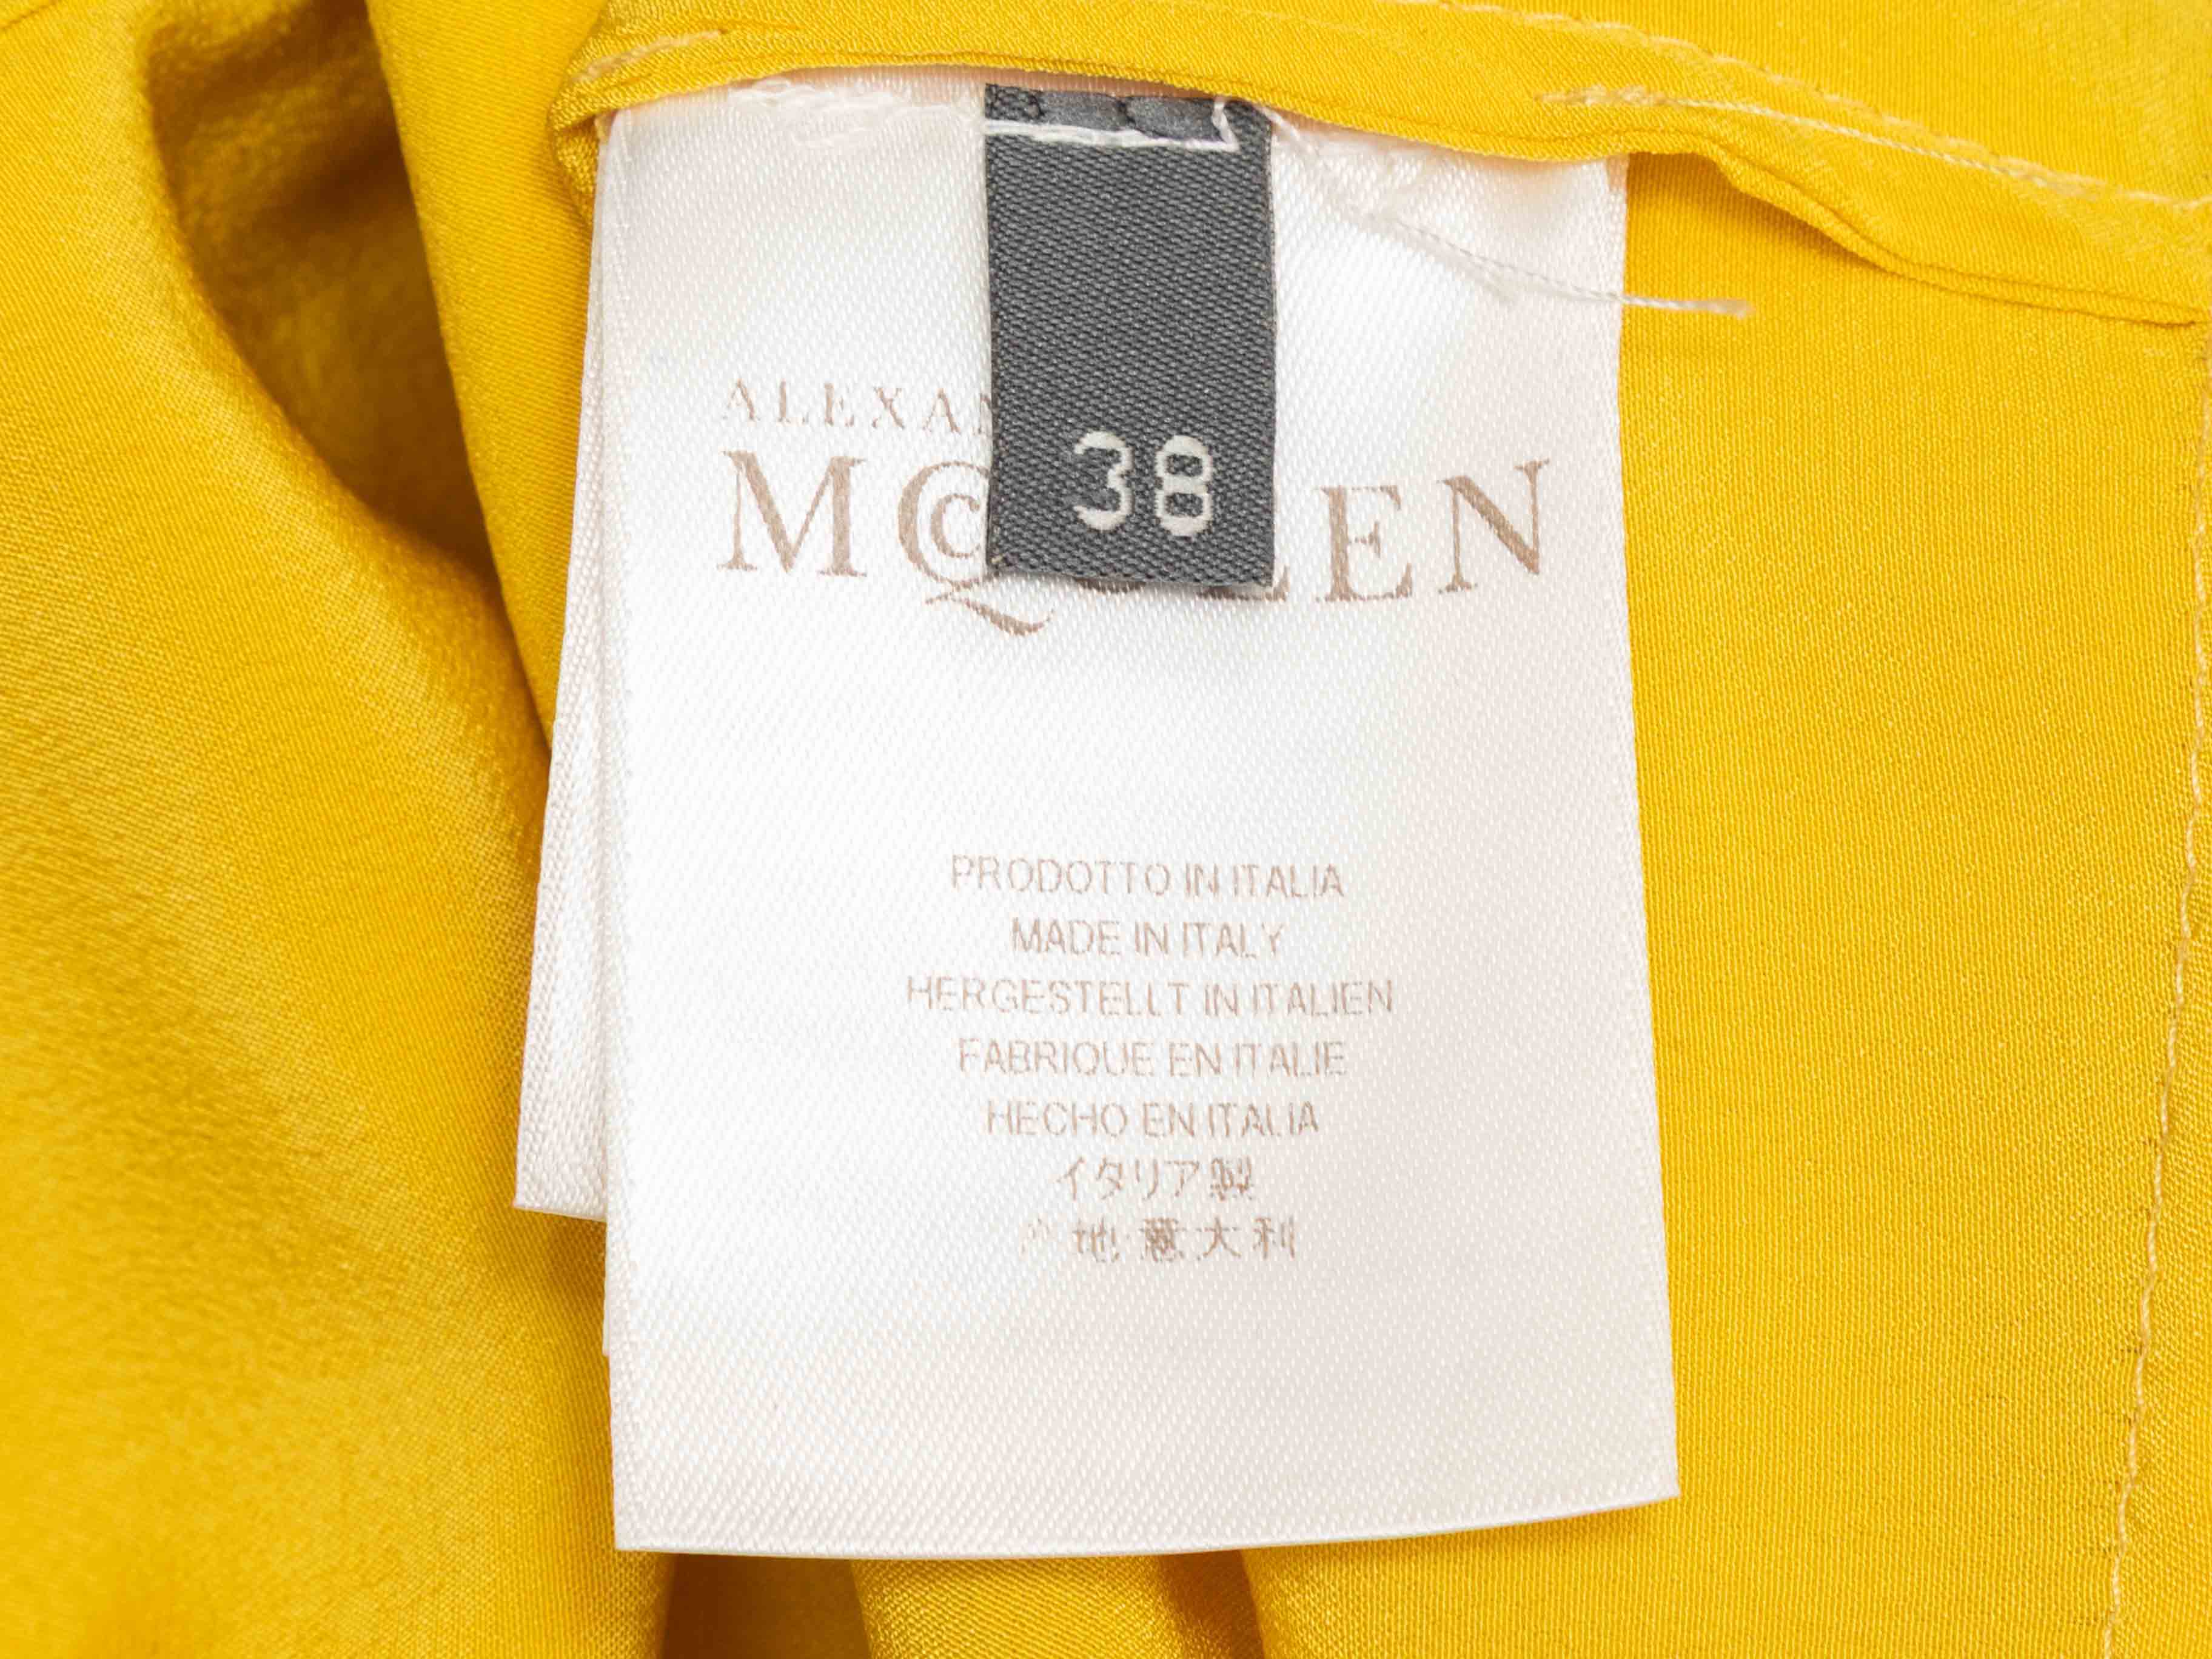 ALEXAN
38
MCQUEEN
PRODOTTO IN ITALIA
MADE IN ITALY
HERGESTELLT IN ITALIEN
FABRIQUE EN ITALIE
HECHO EN ITALIA
イタリア製
地 意大利